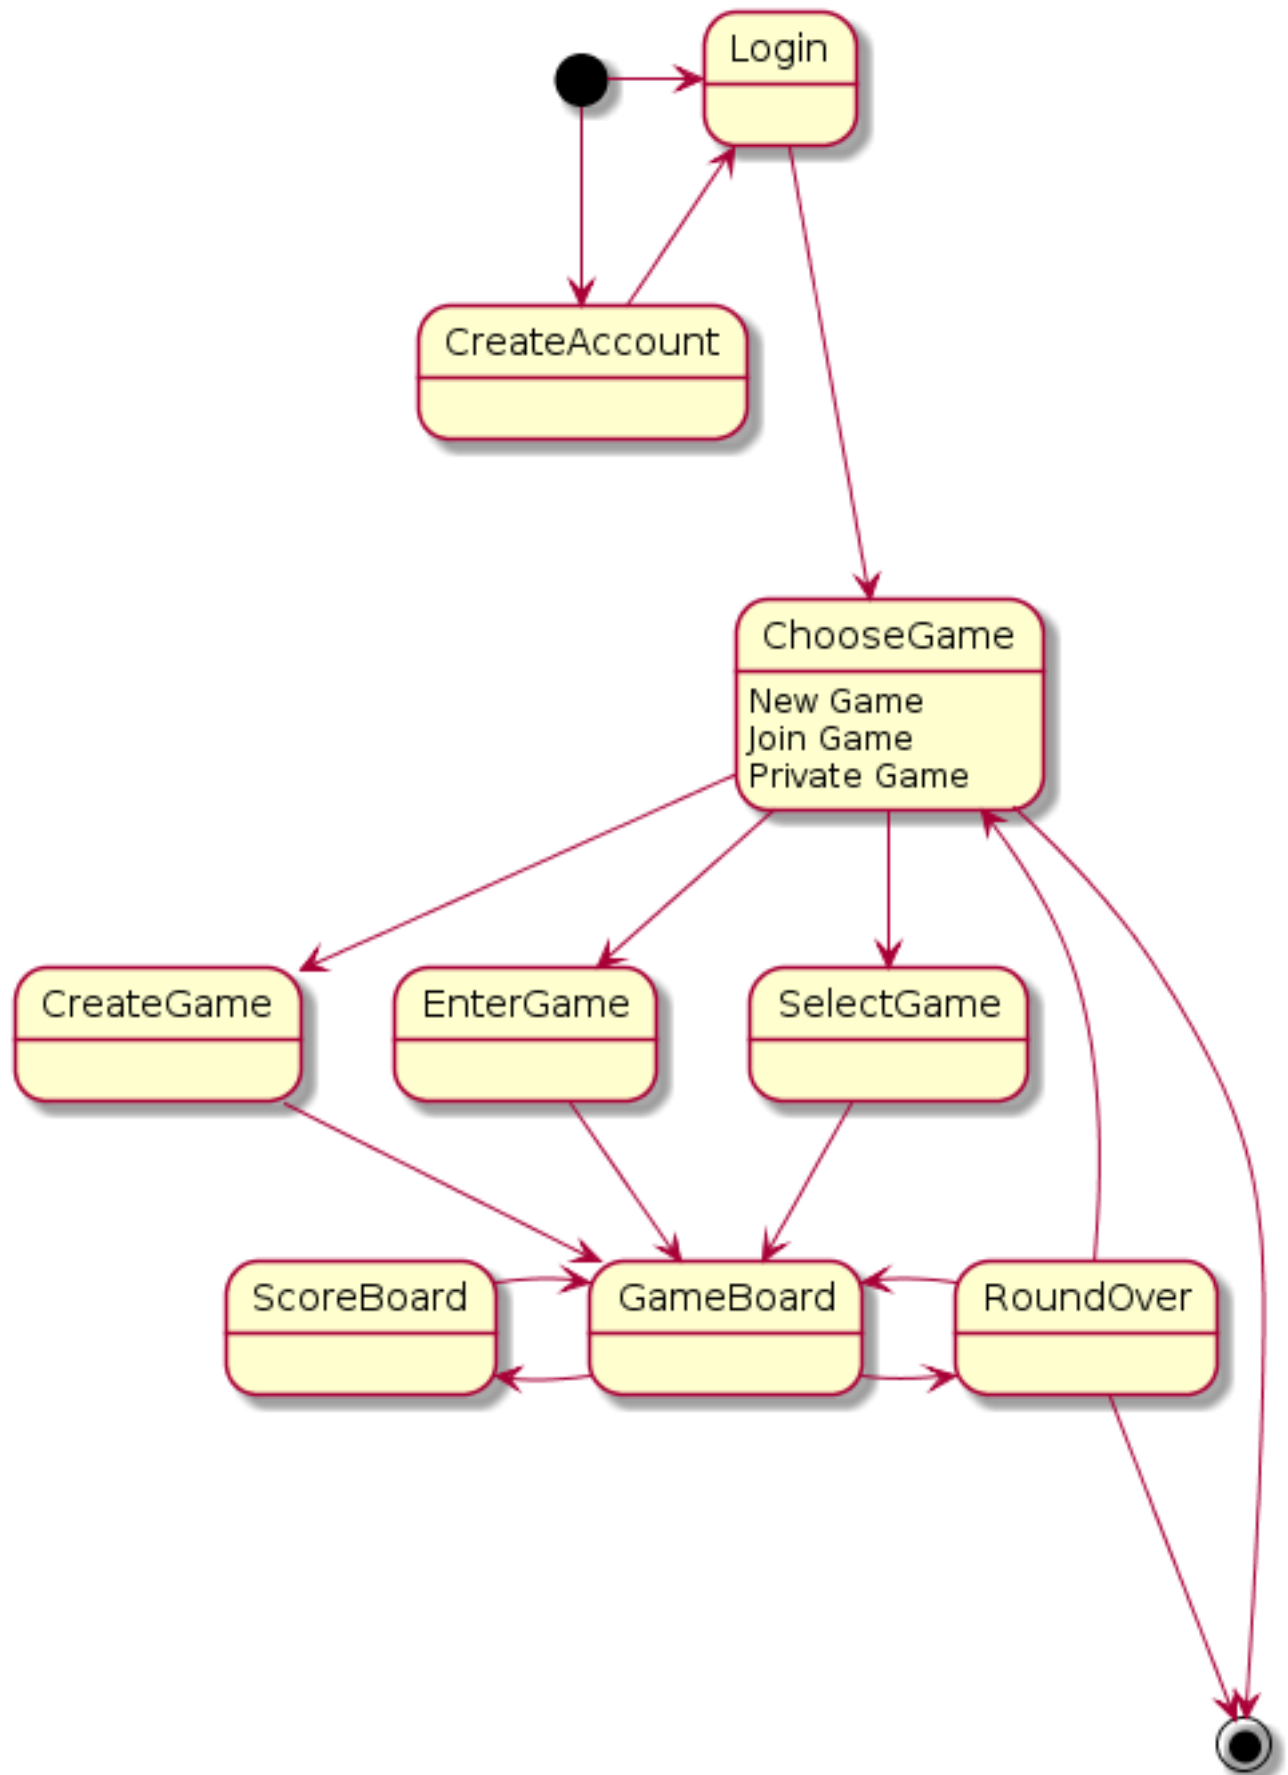 Login
CreateAccount
ChooseGame
New Game
Join Game
Private Game
CreateGame
EnterGame
SelectGame
ScoreBoard
GameBoard
RoundOver